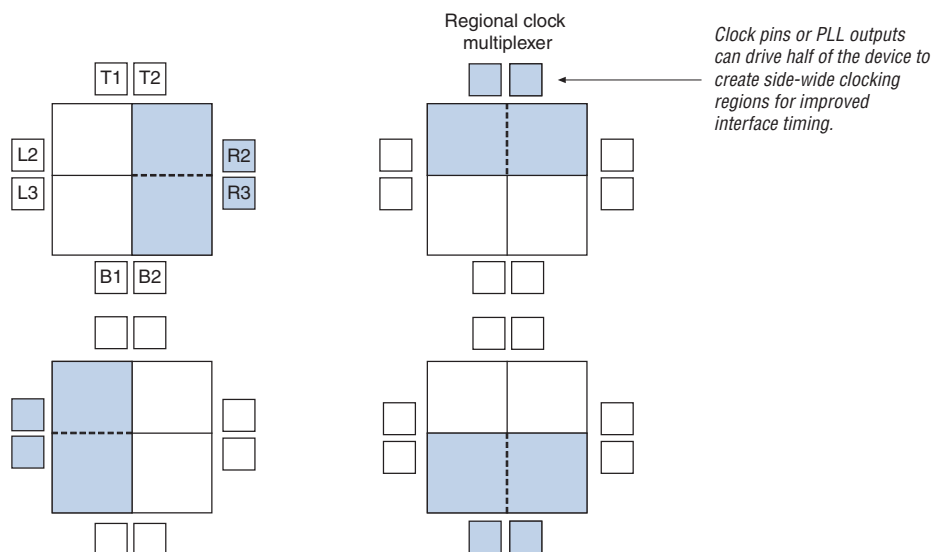 Regional clock
multiplexer
Clock pins or PLL outputs
can drive half of the device to
create side-wide clocking
regions for improved
interface timing.
T1 T2
L2
L3
R2
R3
B1 B2